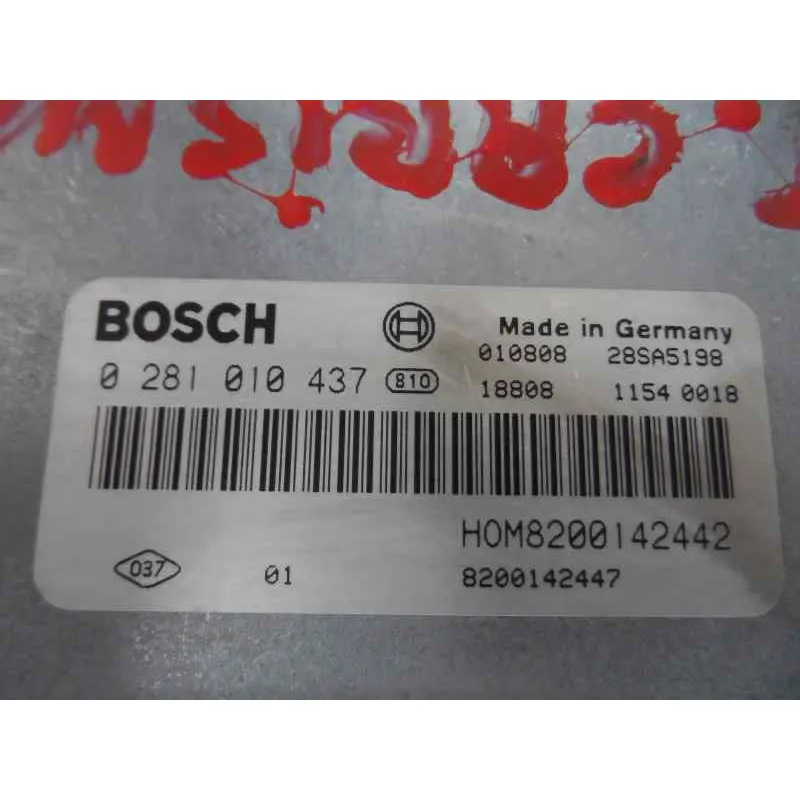 BOSCH Made in Germany
010808 28SA5198
0 281 010 437 810 18808 1154 0018
HOM8200142442
037 01 8200142447